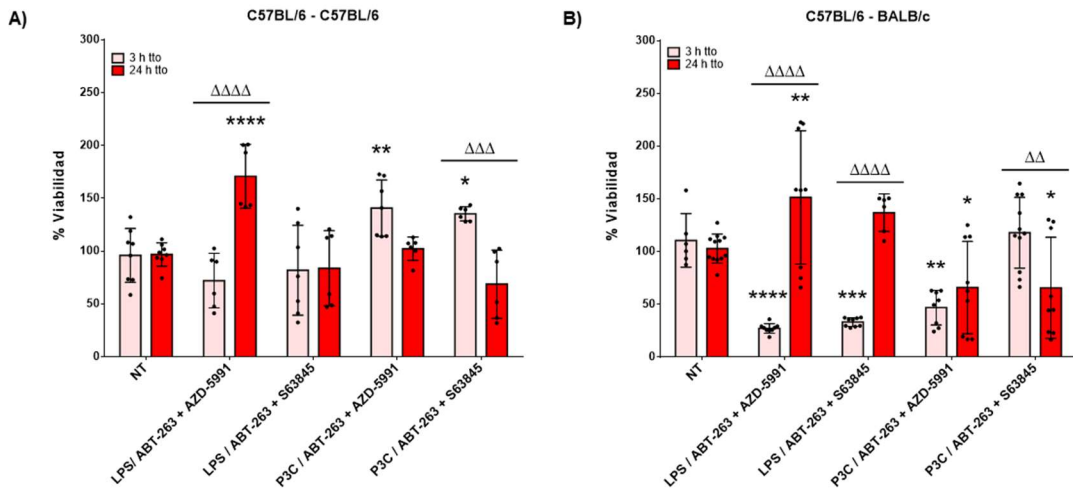 A)
C57BL/6 - C57BL/6
% Viabilidad
300
250
200
150
100
50
0
3 h tto
24 h tto
ΔΔΔΔ
****
**
ΔΔΔ
*
NT
LPS/ ABT-263 + AZD-5991
LPS / ABT-263 + S63845
P3C / ABT-263 + AZD-5991
P3C / ABT-263 + S63845
B)
C57BL/6 - BALB/c
% Viabilidad
300
250
200
150
100
50
0
3 h tto
24 h tto
ΔΔΔΔ
**
****
ΔΔΔΔ
***
**
*
ΔΔ
*
NT
LPS / ABT-263 + AZD-5991
LPS / ABT-263 + S63845
P3C / ABT-263 + AZD-5991
P3C / ABT-263 + S63845